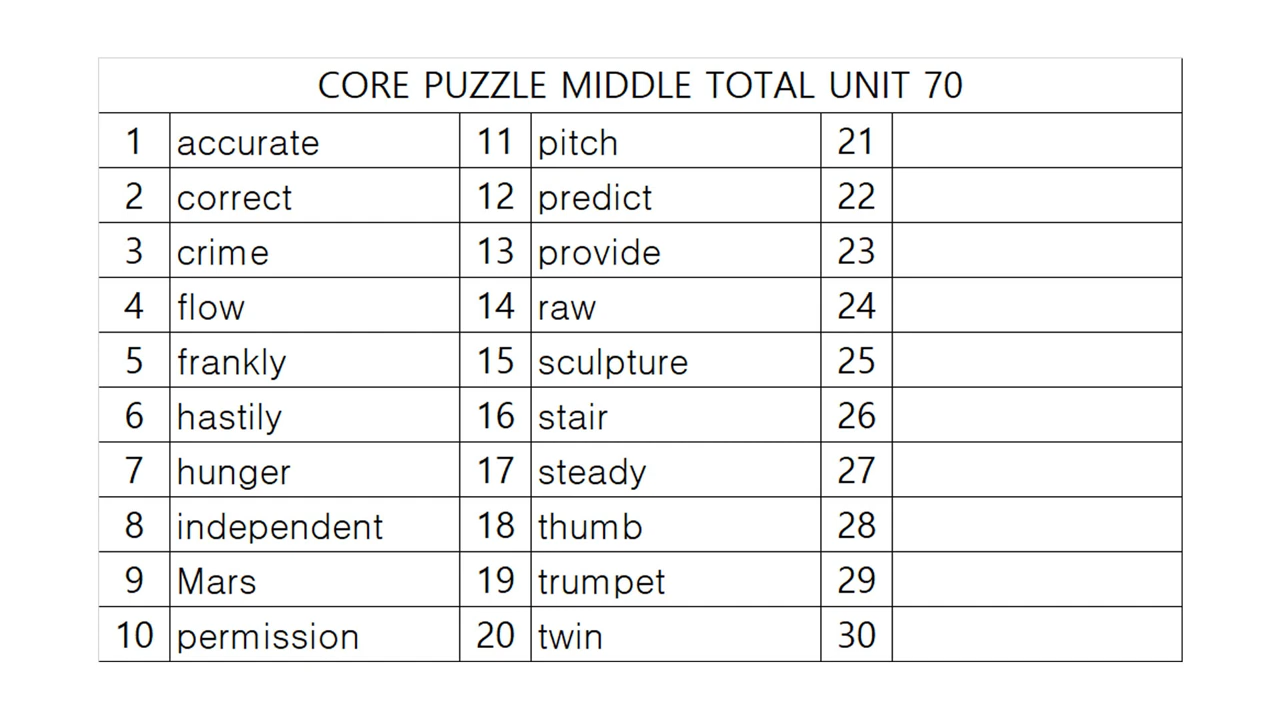 CORE PUZZLE MIDDLE TOTAL UNIT 70
1 accurate 11 pitch 21
2 correct 12 predict 22
3 crime 13 provide 23
4 flow 14 raw 24
5 frankly 15 sculpture 25
6 hastily 16 stair 26
7 hunger 17 steady 27
8 independent 18 thumb 28
9 Mars 19 trumpet 29
10 permission 20 twin 30